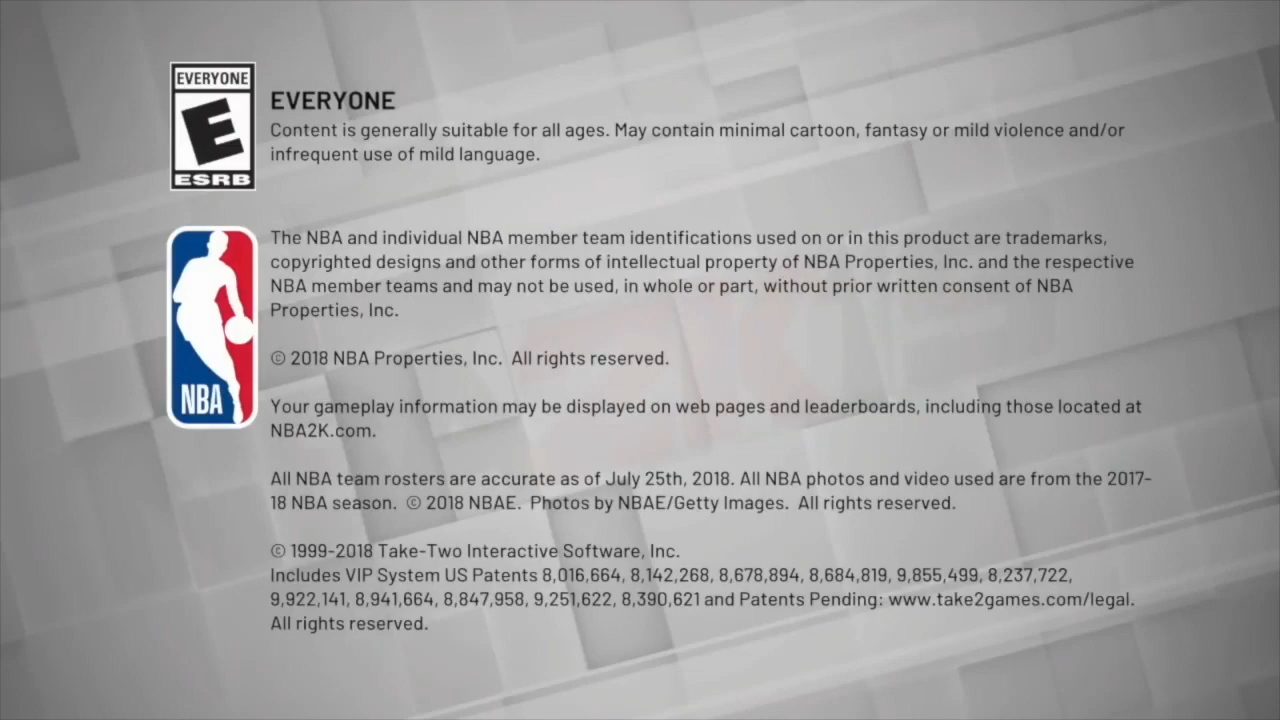 EVERYONE
E
ESRB
EVERYONE
Content is generally suitable for all ages. May contain minimal cartoon, fantasy or mild violence and/or
infrequent use of mild language.
The NBA and individual NBA member team identifications used on or in this product are trademarks,
copyrighted designs and other forms of intellectual property of NBA Properties, Inc. and the respective
NBA member teams and may not be used, in whole or part, without prior written consent of NBA
Properties, Inc.
© 2018 NBA Properties, Inc. All rights reserved.
NBA
Your gameplay information may be displayed on web pages and leaderboards, including those located at
NBA2K.com.
All NBA team rosters are accurate as of July 25th, 2018. All NBA photos and video used are from the 2017-
18 NBA season. © 2018 NBAE. Photos by NBAE/Getty Images. All rights reserved.
© 1999-2018 Take-Two Interactive Software, Inc.
Includes VIP System US Patents 8,016,664, 8,142,268, 8,678,894, 8,684,819, 9,855,499, 8,237,722,
9,922,141, 8,941,664, 8,847,958, 9,251,622, 8,390,621 and Patents Pending: www.take2games.com/legal.
All rights reserved.